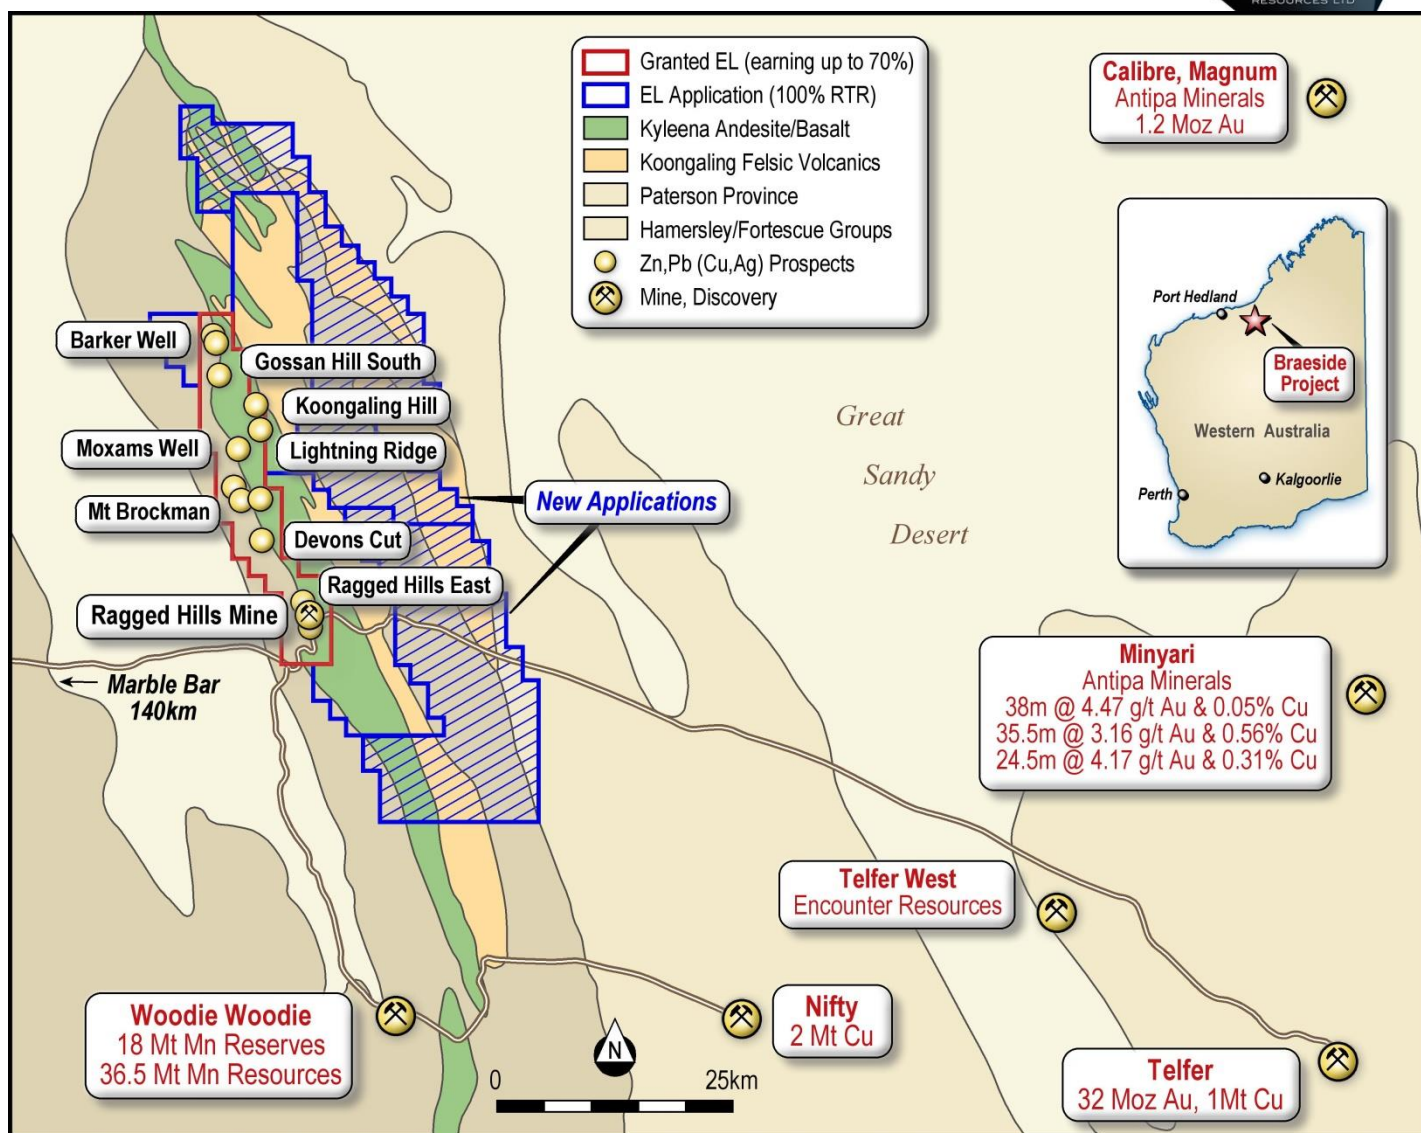 RESOURCES LTD
Granted EL (earning up to 70%)
EL Application (100% RTR)
Kyleena Andesite/Basalt
Koongaling Felsic Volcanics
Paterson Province
Hamersley/Fortescue Groups
Zn,Pb (Cu,Ag) Prospects
Mine, Discovery
Calibre, Magnum
Antipa Minerals
1.2 Moz Au
Port Hedland
Braeside
Project
Western Australia
Kalgoorlie
Perth
Barker Well
Gossan Hill South
Koongaling Hill
Moxams Well
Lightning Ridge
Mt Brockman
Devons Cut
Ragged Hills East
Ragged Hills Mine
New Applications
Great
Sandy
Desert
Marble Bar
140km
Minyari
Antipa Minerals
38m @ 4.47 g/t Au & 0.05% Cu
35.5m @ 3.16 g/t Au & 0.56% Cu
24.5m @ 4.17 g/t Au & 0.31% Cu
Telfer West
Encounter Resources
Woodie Woodie
18 Mt Mn Reserves
36.5 Mt Mn Resources
Nifty
2 Mt Cu
N
0 25km
Telfer
32 Moz Au, 1Mt Cu